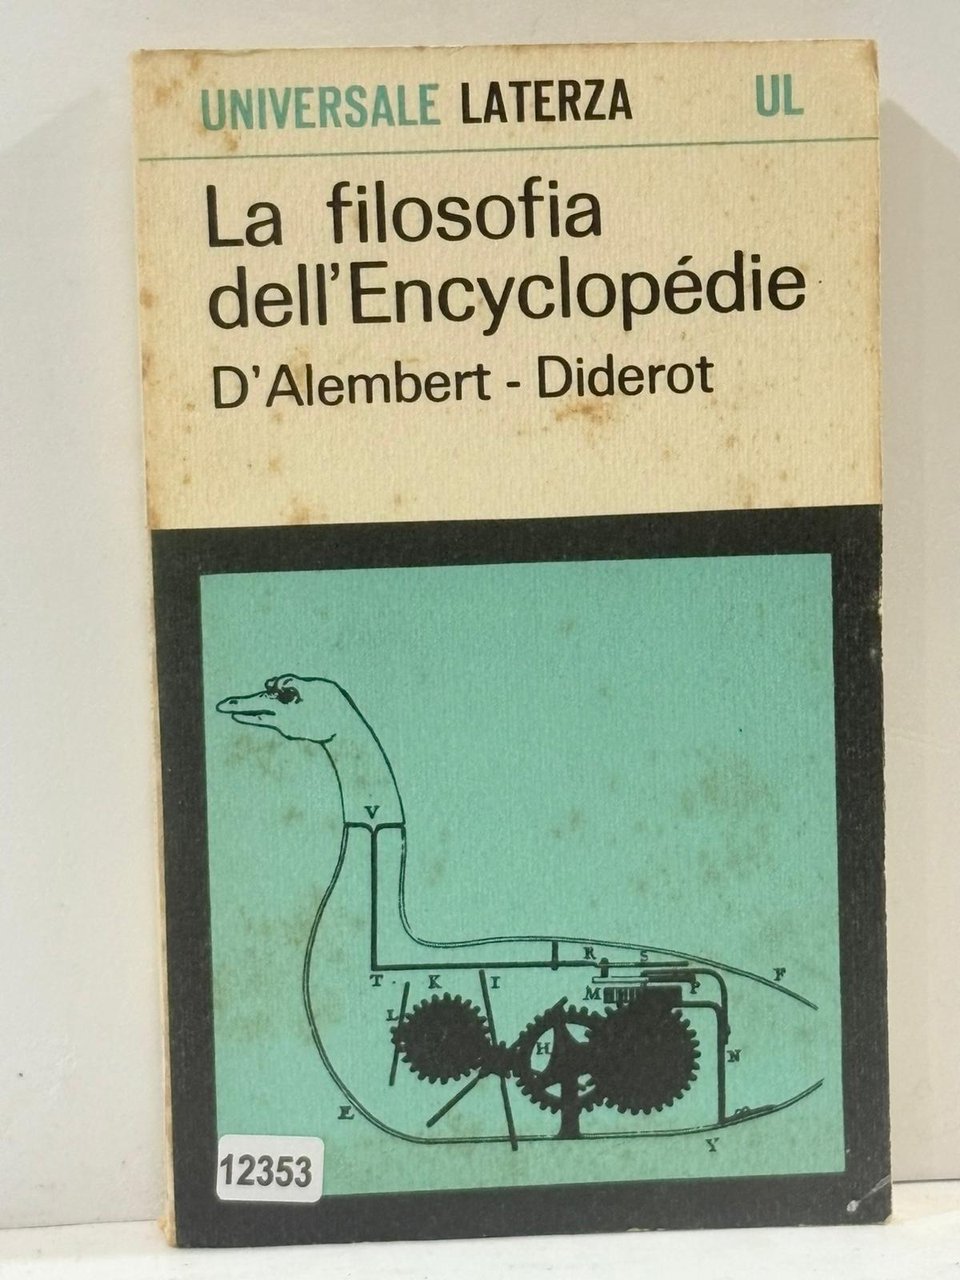 UNIVERSALE LATERZA UL
La filosofia
dell'Encyclopédie
D'Alembert - Diderot
V
R S F
T K I P
M
L
H N
E
Y
12353